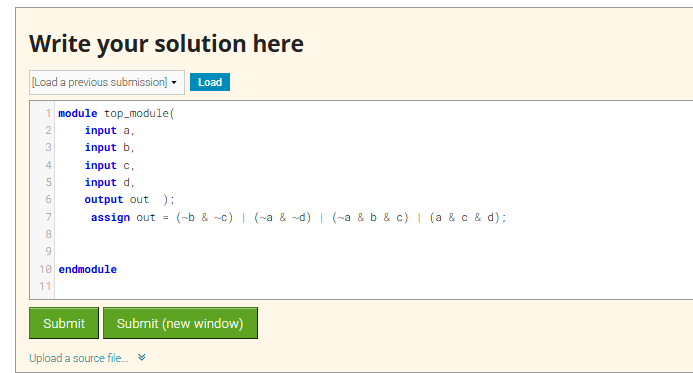 Write your solution here
[Load a previous submission] Load
1 module top_module(
2 input a,
3 input b,
4 input c,
5 input d,
6 output out );
7 assign out = (~b & ~c) | (~a & ~d) | (~a & b & c) | (a & c & d);
8
9
10 endmodule
11
Submit Submit (new window)
Upload a source file...